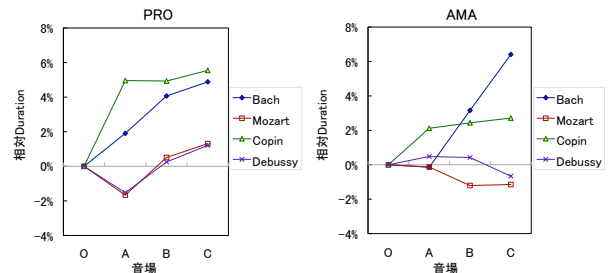 PRO
8%
6%
4%
2%
0%
-2%
-4%
相対Duration
O A B C
音場
Bach
Mozart
Copin
Debussy
AMA
8%
6%
4%
2%
0%
-2%
-4%
相対Duration
O A B C
音場
Bach
Mozart
Copin
Debussy